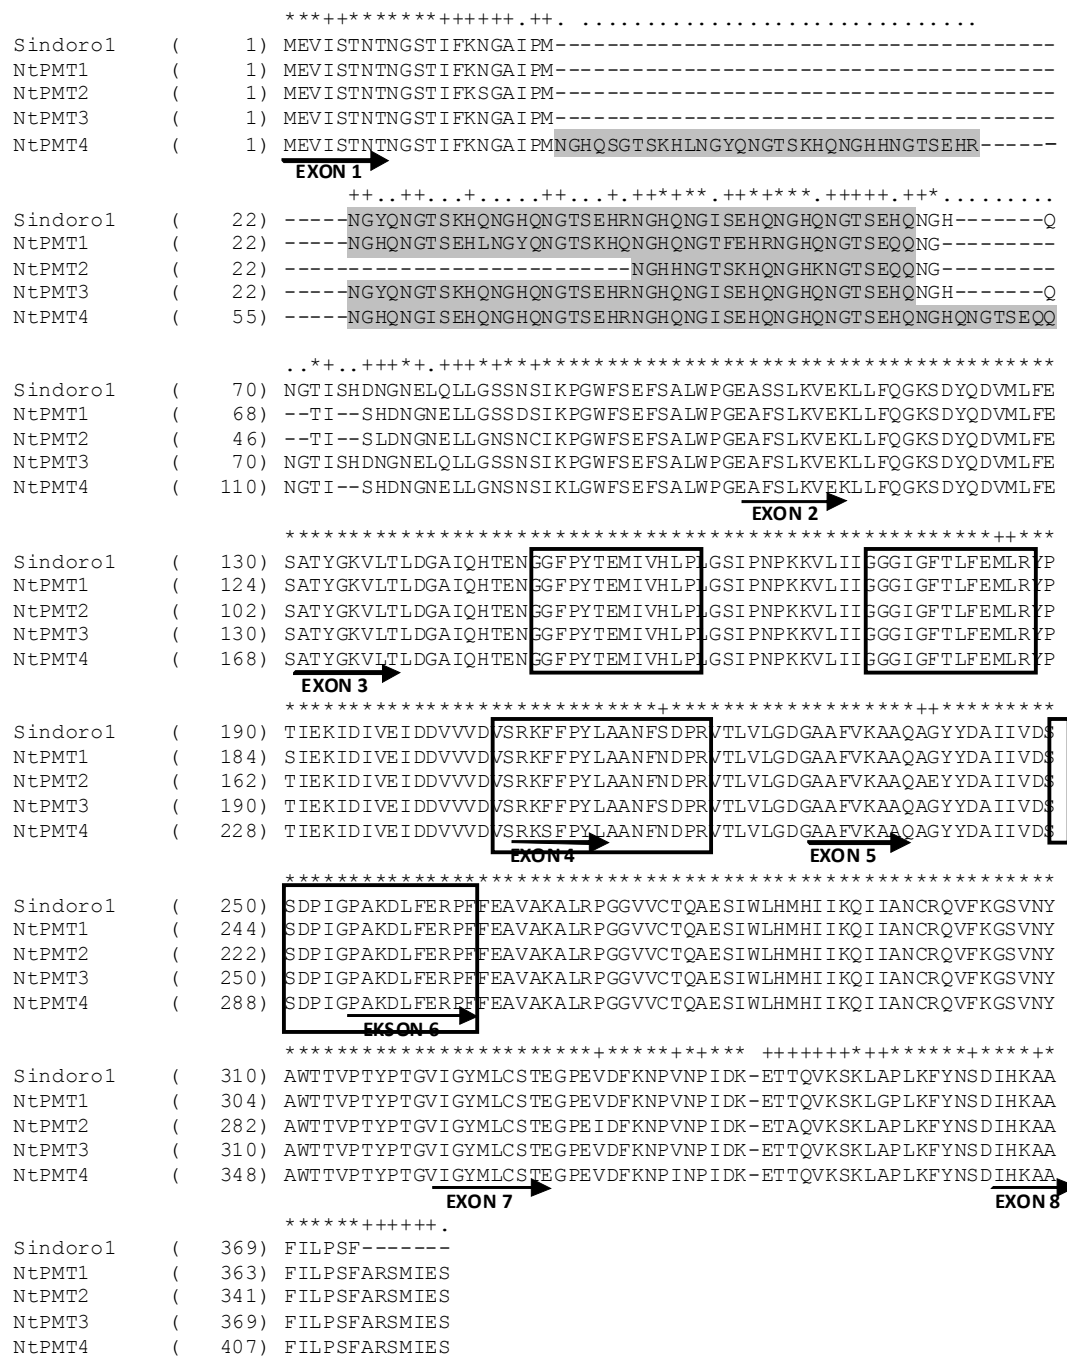 ***++*******++++++.++. ..............................
Sindoro1 ( 1) MEVISTNTNGSTIFKNGAIPM----------------------------------------
NtPMT1 ( 1) MEVISTNTNGSTIFKNGAIPM----------------------------------------
NtPMT2 ( 1) MEVISTNTNGSTIFKSGAIPM----------------------------------------
NtPMT3 ( 1) MEVISTNTNGSTIFKNGAIPM----------------------------------------
NtPMT4 ( 1) MEVISTNTNGSTIFKNGAIPMNGHQSGTSKHLNGYQNGTSKHQNGHHNGTSEHR------
EXON 1
++..++...+....++...++....+.++**+**.++**+***.++++++.++*.........
Sindoro1 ( 22) -----NGYQNGTSKHQNGHQNGTSEHRNGHQNGISEHQNGHQNGTSEHQNGH-------Q
NtPMT1 ( 22) -----NGHQNGTSEHLNGYQNGTSKHQNGHQNGTFEHRNGHQNGTSEQQNG---------
NtPMT2 ( 22) ---------------------------NGHHNGTSKHQNGHKNGTSEQQNG---------
NtPMT3 ( 22) -----NGYQNGTSKHQNGHQNGTSEHRNGHQNGISEHQNGHQNGTSEHQNGH-------Q
NtPMT4 ( 55) -----NGHQNGISEHQNGHQNGTSEHRNGHQNGISEHQNGHQNGTSEHQNGHQNGTSEQQ
..*+..+++*+.+++**++**++****************************************
Sindoro1 ( 70) NGTISHDNGNELQLLGSSNSIKPGWFSEFSALWPGEASSLKVEKLLFQGKSDYQDVMLFE
NtPMT1 ( 68) --TI--SHDNGNELLGSSDSIKPGWFSEFSALWPGEAFSLKVEKLLFQGKSDYQDVMLFE
NtPMT2 ( 46) --TI--SLDNGNELLGNSNCIKPGWFSEFSALWPGEAFSLKVEKLLFQGKSDYQDVMLFE
NtPMT3 ( 70) NGTISHDNGNELQLLGSSNSIKPGWFSEFSALWPGEAFSLKVEKLLFQGKSDYQDVMLFE
NtPMT4 ( 110) NGTI--SHDNGNELLGNSNSIKLGWFSEFSALWPGEAFSLKVEKLLFQGKSDYQDVMLFE
EXON 2
*******************************************************++***
Sindoro1 ( 130) SATYGKVLTLDGAIQHTENGGFPYTEMIVHLPLGSIPNPKKVLIIGGGIGFTLFEMLRYP
NtPMT1 ( 124) SATYGKVLTLDGAIQHTENGGFPYTEMIVHLPLGSIPNPKKVLIIGGGIGFTLFEMLRYP
NtPMT2 ( 102) SATYGKVLTLDGAIQHTENGGFPYTEMIVHLPLGSIPNPKKVLIIGGGIGFTLFEMLRYP
NtPMT3 ( 130) SATYGKVLTLDGAIQHTENGGFPYTEMIVHLPLGSIPNPKKVLIIGGGIGFTLFEMLRYP
NtPMT4 ( 168) SATYGKVLTLDGAIQHTENGGFPYTEMIVHLPLGSIPNPKKVLIIGGGIGFTLFEMLRYP
EXON 3
*****************************+*******************++*********
Sindoro1 ( 190) TIEKIDIVEIDDVVVDVSRKFFPYLAANFSDPRVTLVLGDGAAFVKAAQAGYYDAIIVDS
NtPMT1 ( 184) SIEKIDIVEIDDVVVDVSRKFFPYLAANFNDPRVTLVLGDGAAFVKAAQAGYYDAIIVDS
NtPMT2 ( 162) TIEKIDIVEIDDVVVDVSRKFFPYLAANFNDPRVTLVLGDGAAFVKAAQAEYYDAIIVDS
NtPMT3 ( 190) TIEKIDIVEIDDVVVDVSRKFFPYLAANFSDPRVTLVLGDGAAFVKAAQAGYYDAIIVDS
NtPMT4 ( 228) TIEKIDIVEIDDVVVDVSRKSFPYLAANFNDPRVTLVLGDGAAFVKAAQAGYYDAIIVDS
EXON 4 EXON 5
************************************************************
Sindoro1 ( 250) SDPIGPAKDLFERPFFEAVAKALRPGGVVCTQAESIWLHMHIIKQIIANCRQVFKGSVNY
NtPMT1 ( 244) SDPIGPAKDLFERPFFEAVAKALRPGGVVCTQAESIWLHMHIIKQIIANCRQVFKGSVNY
NtPMT2 ( 222) SDPIGPAKDLFERPFFEAVAKALRPGGVVCTQAESIWLHMHIIKQIIANCRQVFKGSVNY
NtPMT3 ( 250) SDPIGPAKDLFERPFFEAVAKALRPGGVVCTQAESIWLHMHIIKQIIANCRQVFKGSVNY
NtPMT4 ( 288) SDPIGPAKDLFERPFFEAVAKALRPGGVVCTQAESIWLHMHIIKQIIANCRQVFKGSVNY
EKSON 6
************************+*****+*+** +++++++*++******+****++*
Sindoro1 ( 310) AWTTVPTYPTGVIGYMLCSTEGPEVDFKNPVNPIDK-ETTQVKSKLAPLKFYNSDIHKAA
NtPMT1 ( 304) AWTTVPTYPTGVIGYMLCSTEGPEVDFKNPVNPIDK-ETTQVKSKLGPLKFYNSDIHKAA
NtPMT2 ( 282) AWTTVPTYPTGVIGYMLCSTEGPEIDFKNPVNPIDK-ETAQVKSKLAPLKFYNSDIHKAA
NtPMT3 ( 310) AWTTVPTYPTGVIGYMLCSTEGPEVDFKNPVNPIDK-ETTQVKSKLAPLKFYNSDIHKAA
NtPMT4 ( 348) AWTTVPTYPTGVIGYMLCSTEGPEVDFKNPINPIDK-ETTQVKSKLAPLKFYNSDIHKAA
EXON 7 EXON 8
******++++++.
Sindoro1 ( 369) FILPSF-------
NtPMT1 ( 363) FILPSFARSMIES
NtPMT2 ( 341) FILPSFARSMIES
NtPMT3 ( 369) FILPSFARSMIES
NtPMT4 ( 407) FILPSFARSMIES